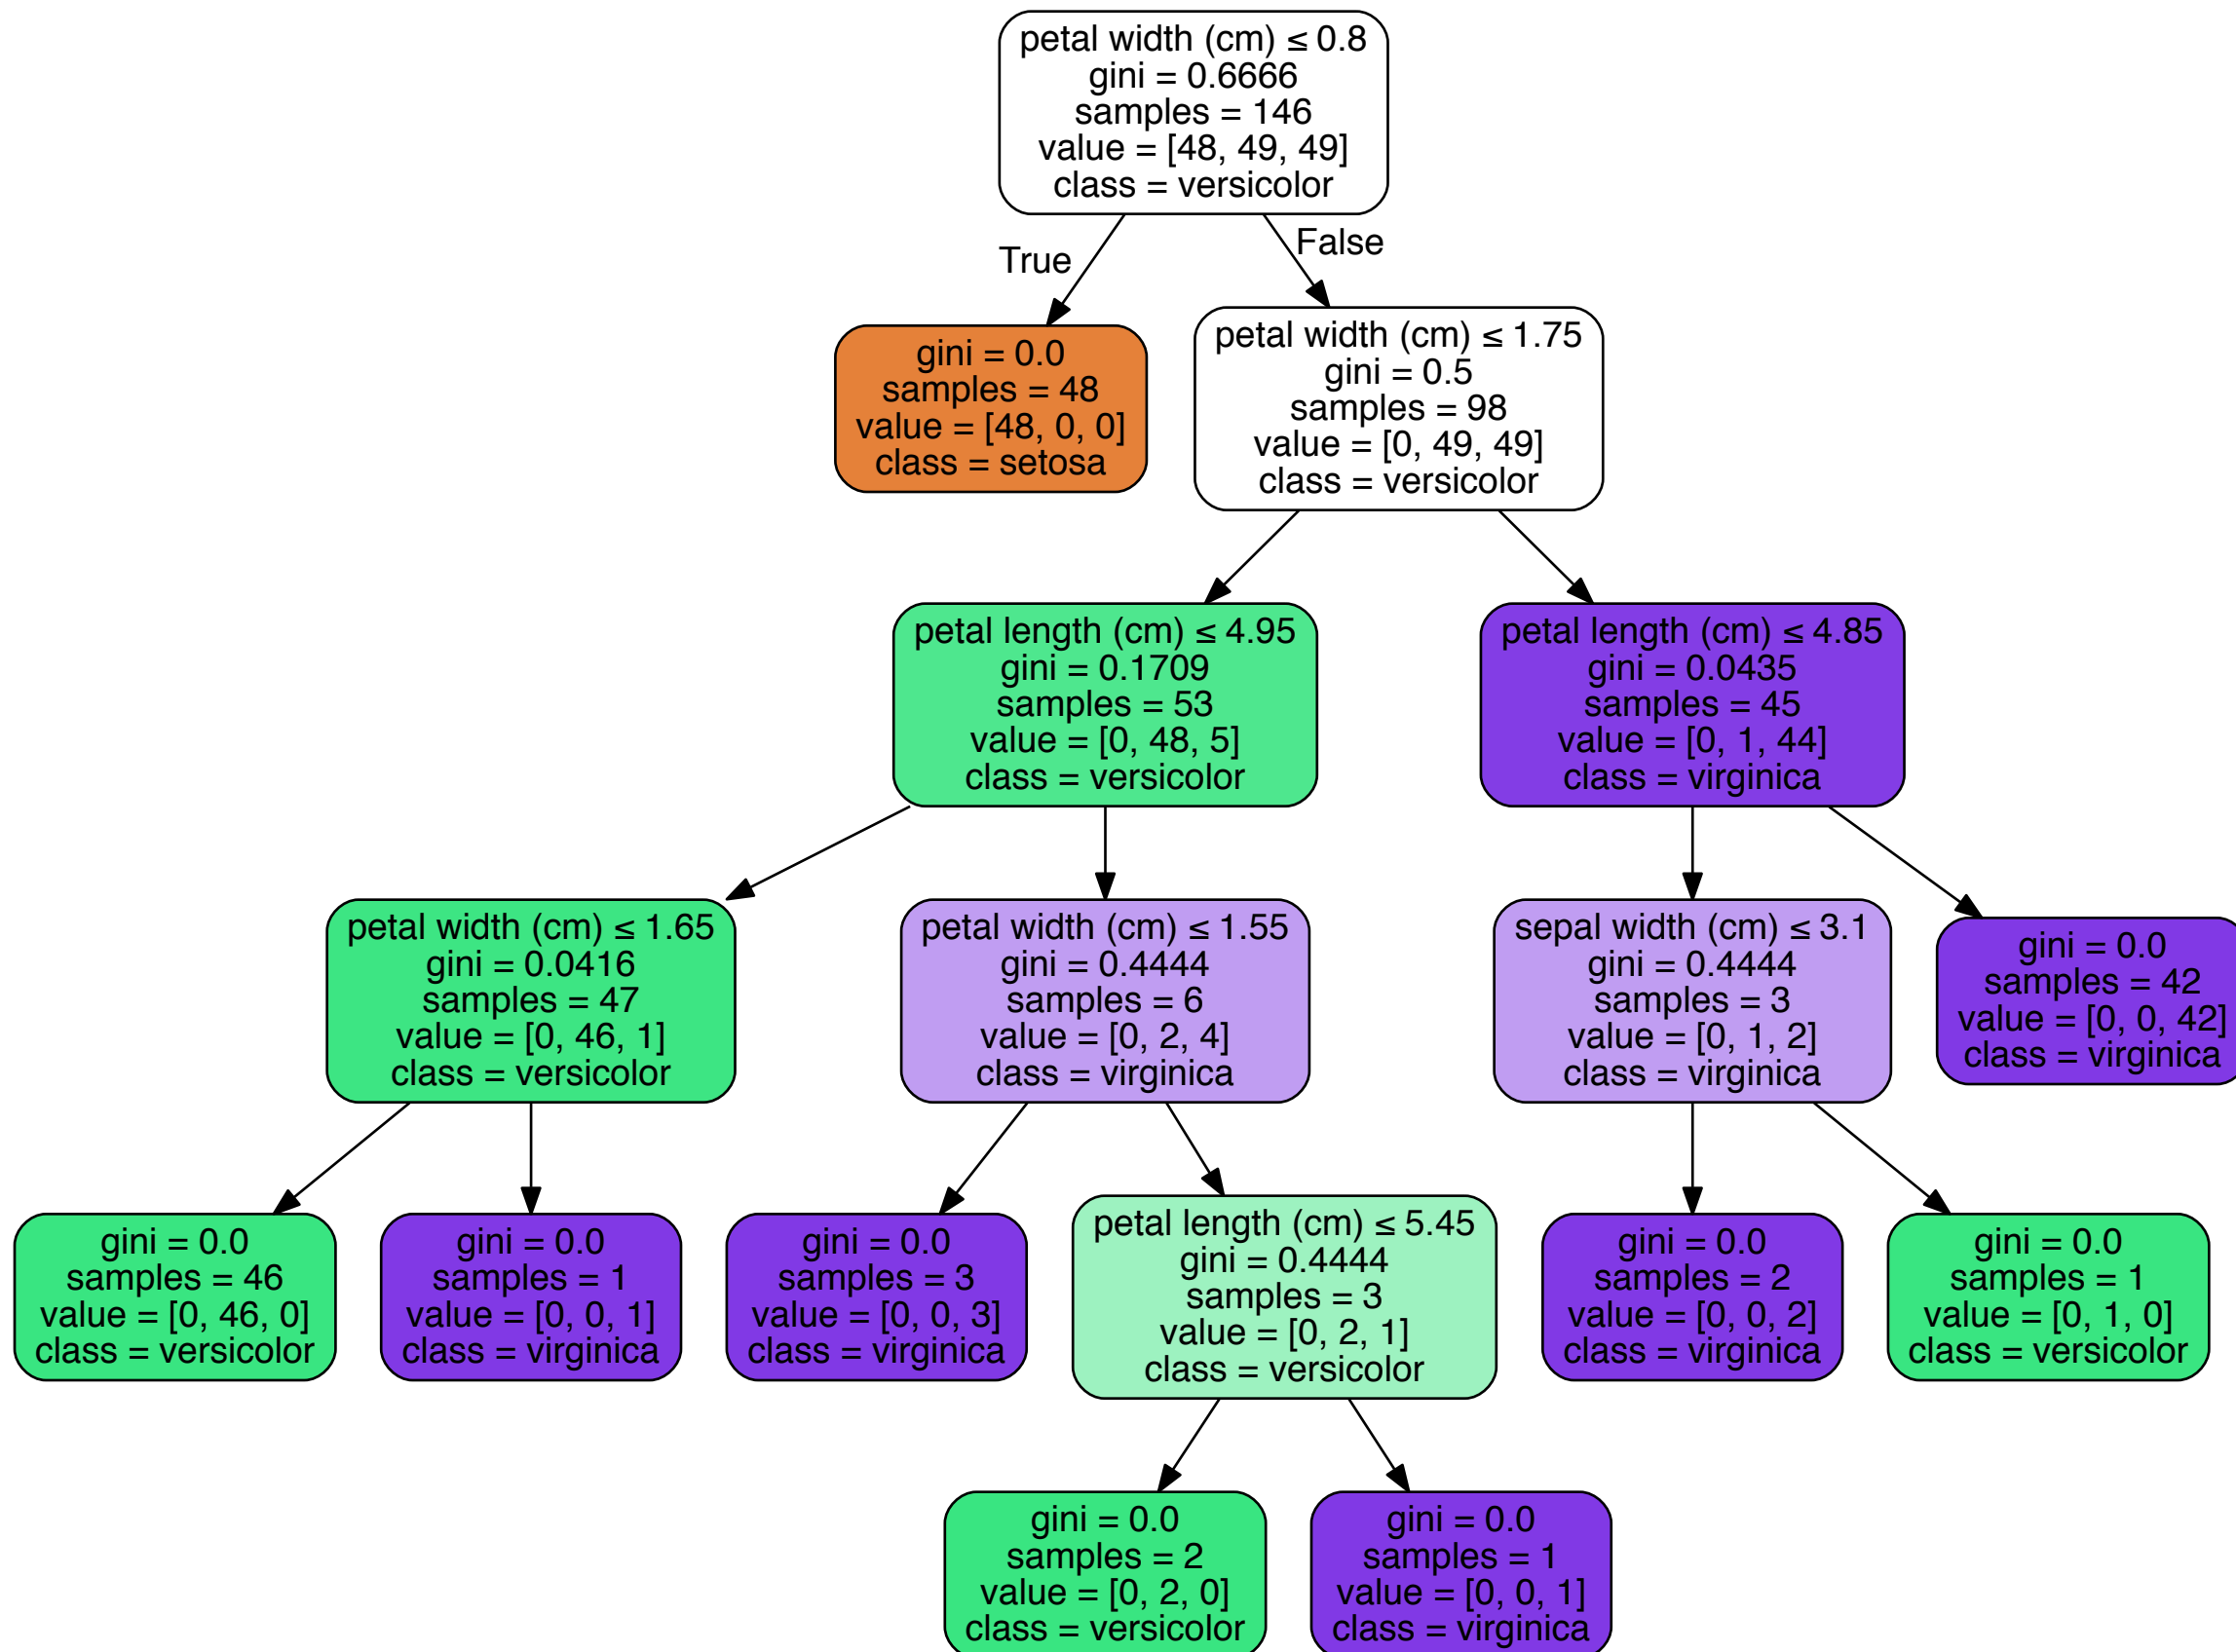 petal width (cm) ≤ 0.8
gini = 0.6666
samples = 146
value = [48, 49, 49]
class = versicolor
True
False
gini = 0.0
samples = 48
value = [48, 0, 0]
class = setosa
petal width (cm) ≤ 1.75
gini = 0.5
samples = 98
value = [0, 49, 49]
class = versicolor
petal length (cm) ≤ 4.95
gini = 0.1709
samples = 53
value = [0, 48, 5]
class = versicolor
petal length (cm) ≤ 4.85
gini = 0.0435
samples = 45
value = [0, 1, 44]
class = virginica
petal width (cm) ≤ 1.65
gini = 0.0416
samples = 47
value = [0, 46, 1]
class = versicolor
petal width (cm) ≤ 1.55
gini = 0.4444
samples = 6
value = [0, 2, 4]
class = virginica
sepal width (cm) ≤ 3.1
gini = 0.4444
samples = 3
value = [0, 1, 2]
class = virginica
gini = 0.0
samples = 42
value = [0, 0, 42]
class = virginica
gini = 0.0
samples = 46
value = [0, 46, 0]
class = versicolor
gini = 0.0
samples = 1
value = [0, 0, 1]
class = virginica
gini = 0.0
samples = 3
value = [0, 0, 3]
class = virginica
petal length (cm) ≤ 5.45
gini = 0.4444
samples = 3
value = [0, 2, 1]
class = versicolor
gini = 0.0
samples = 2
value = [0, 0, 2]
class = virginica
gini = 0.0
samples = 1
value = [0, 1, 0]
class = versicolor
gini = 0.0
samples = 2
value = [0, 2, 0]
class = versicolor
gini = 0.0
samples = 1
value = [0, 0, 1]
class = virginica